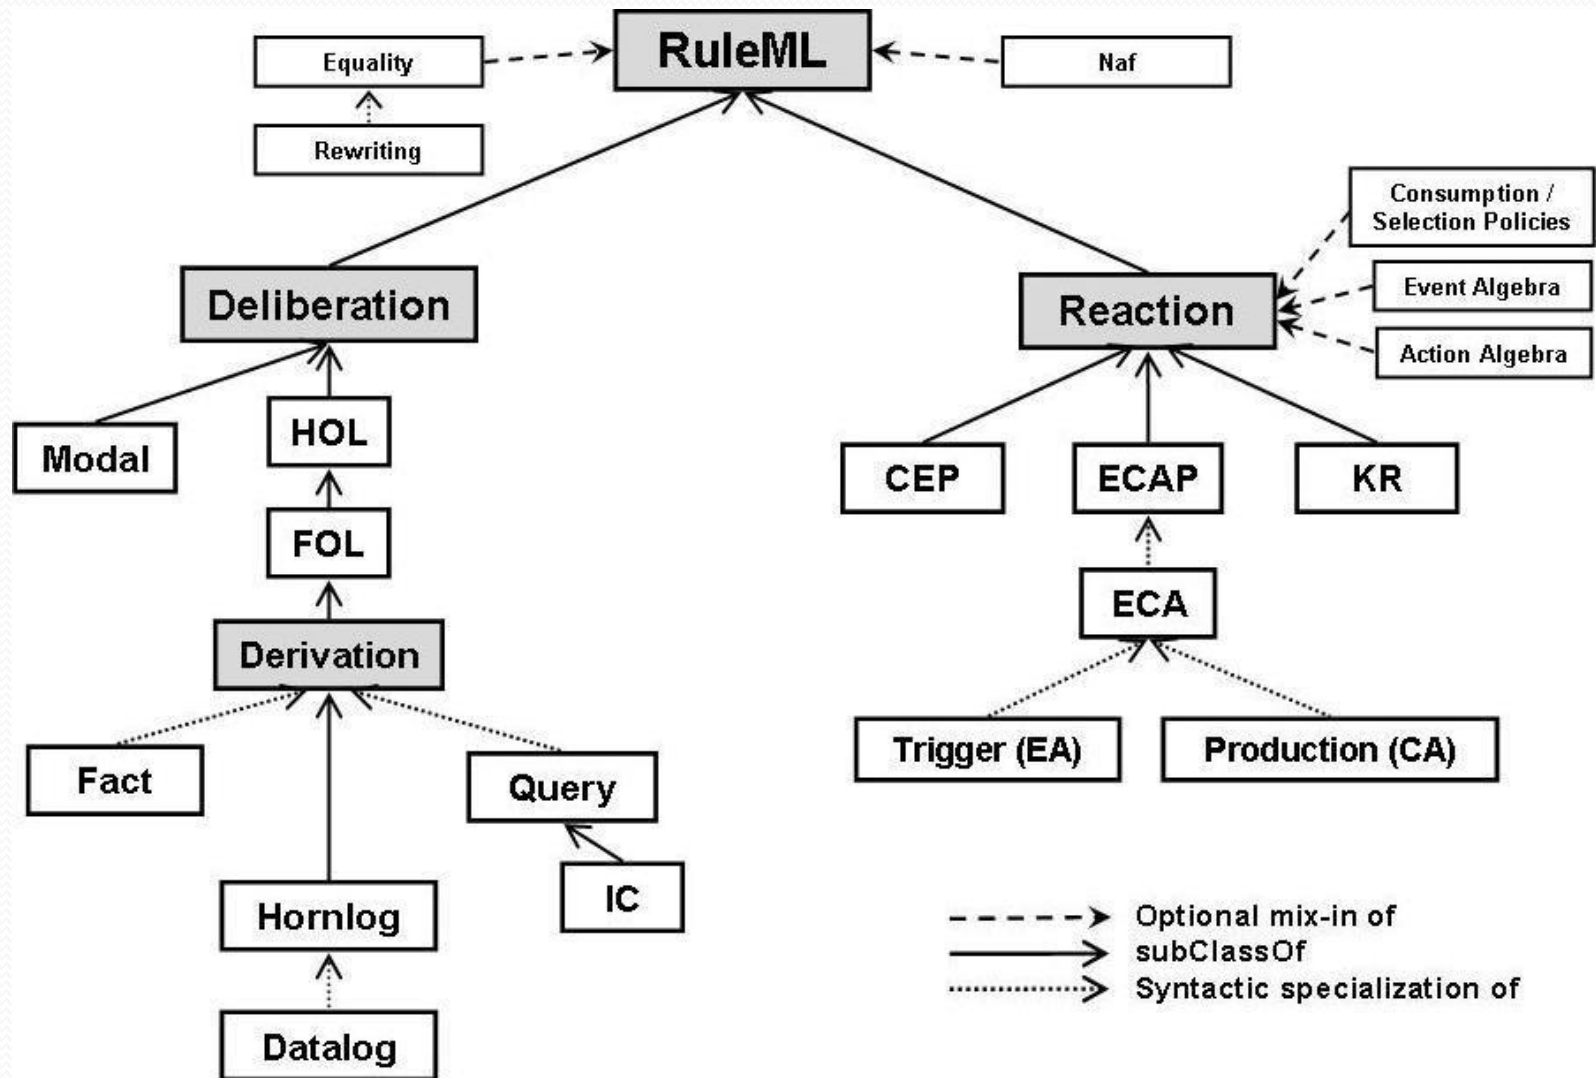 RuleML
Equality
Naf
Rewriting
Consumption /
Selection Policies
Deliberation
Reaction
Event Algebra
Action Algebra
HOL
Modal
CEP
ECAP
KR
FOL
ECA
Derivation
Trigger (EA)
Production (CA)
Fact
Query
Hornlog
IC
Optional mix-in of
subClassOf
Syntactic specialization of
Datalog